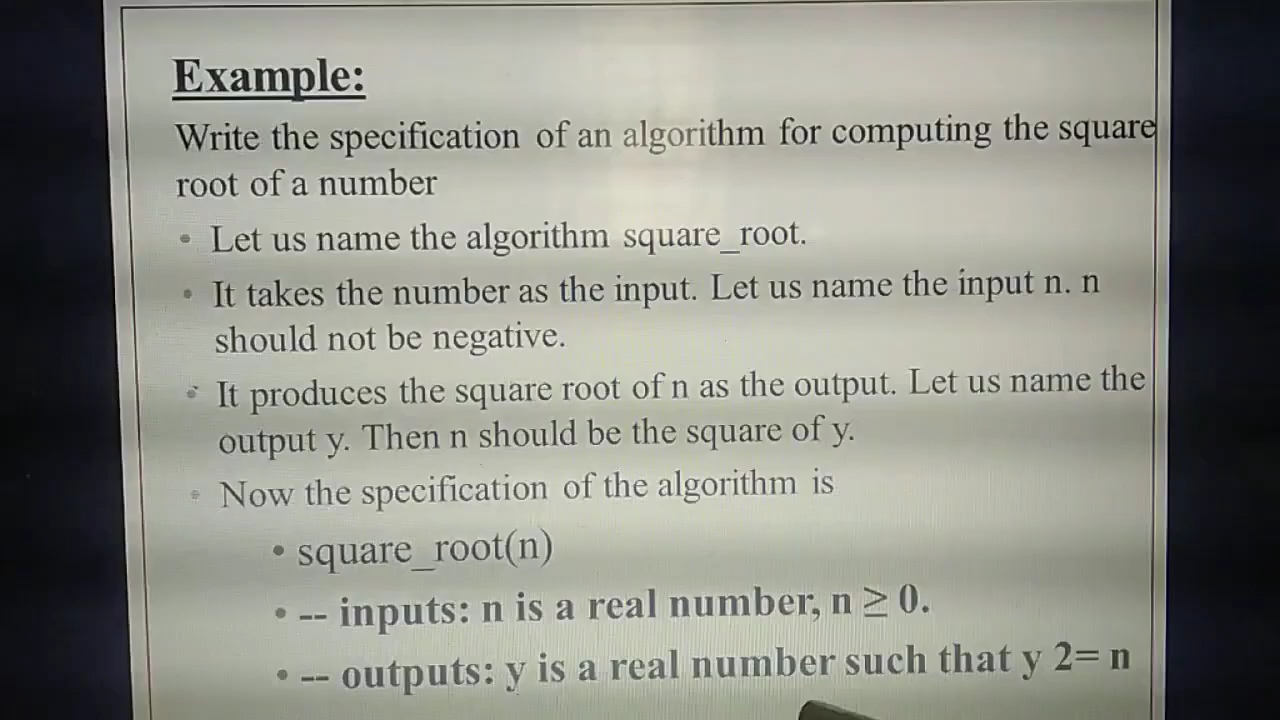 Example:
Write the specification of an algorithm for computing the square
root of a number
• Let us name the algorithm square_root.
• It takes the number as the input. Let us name the input n. n
should not be negative.
• It produces the square root of n as the output. Let us name the
output y. Then n should be the square of y.
• Now the specification of the algorithm is
• square_root(n)
• -- inputs: n is a real number, n ≥ 0.
• -- outputs: y is a real number such that y 2= n